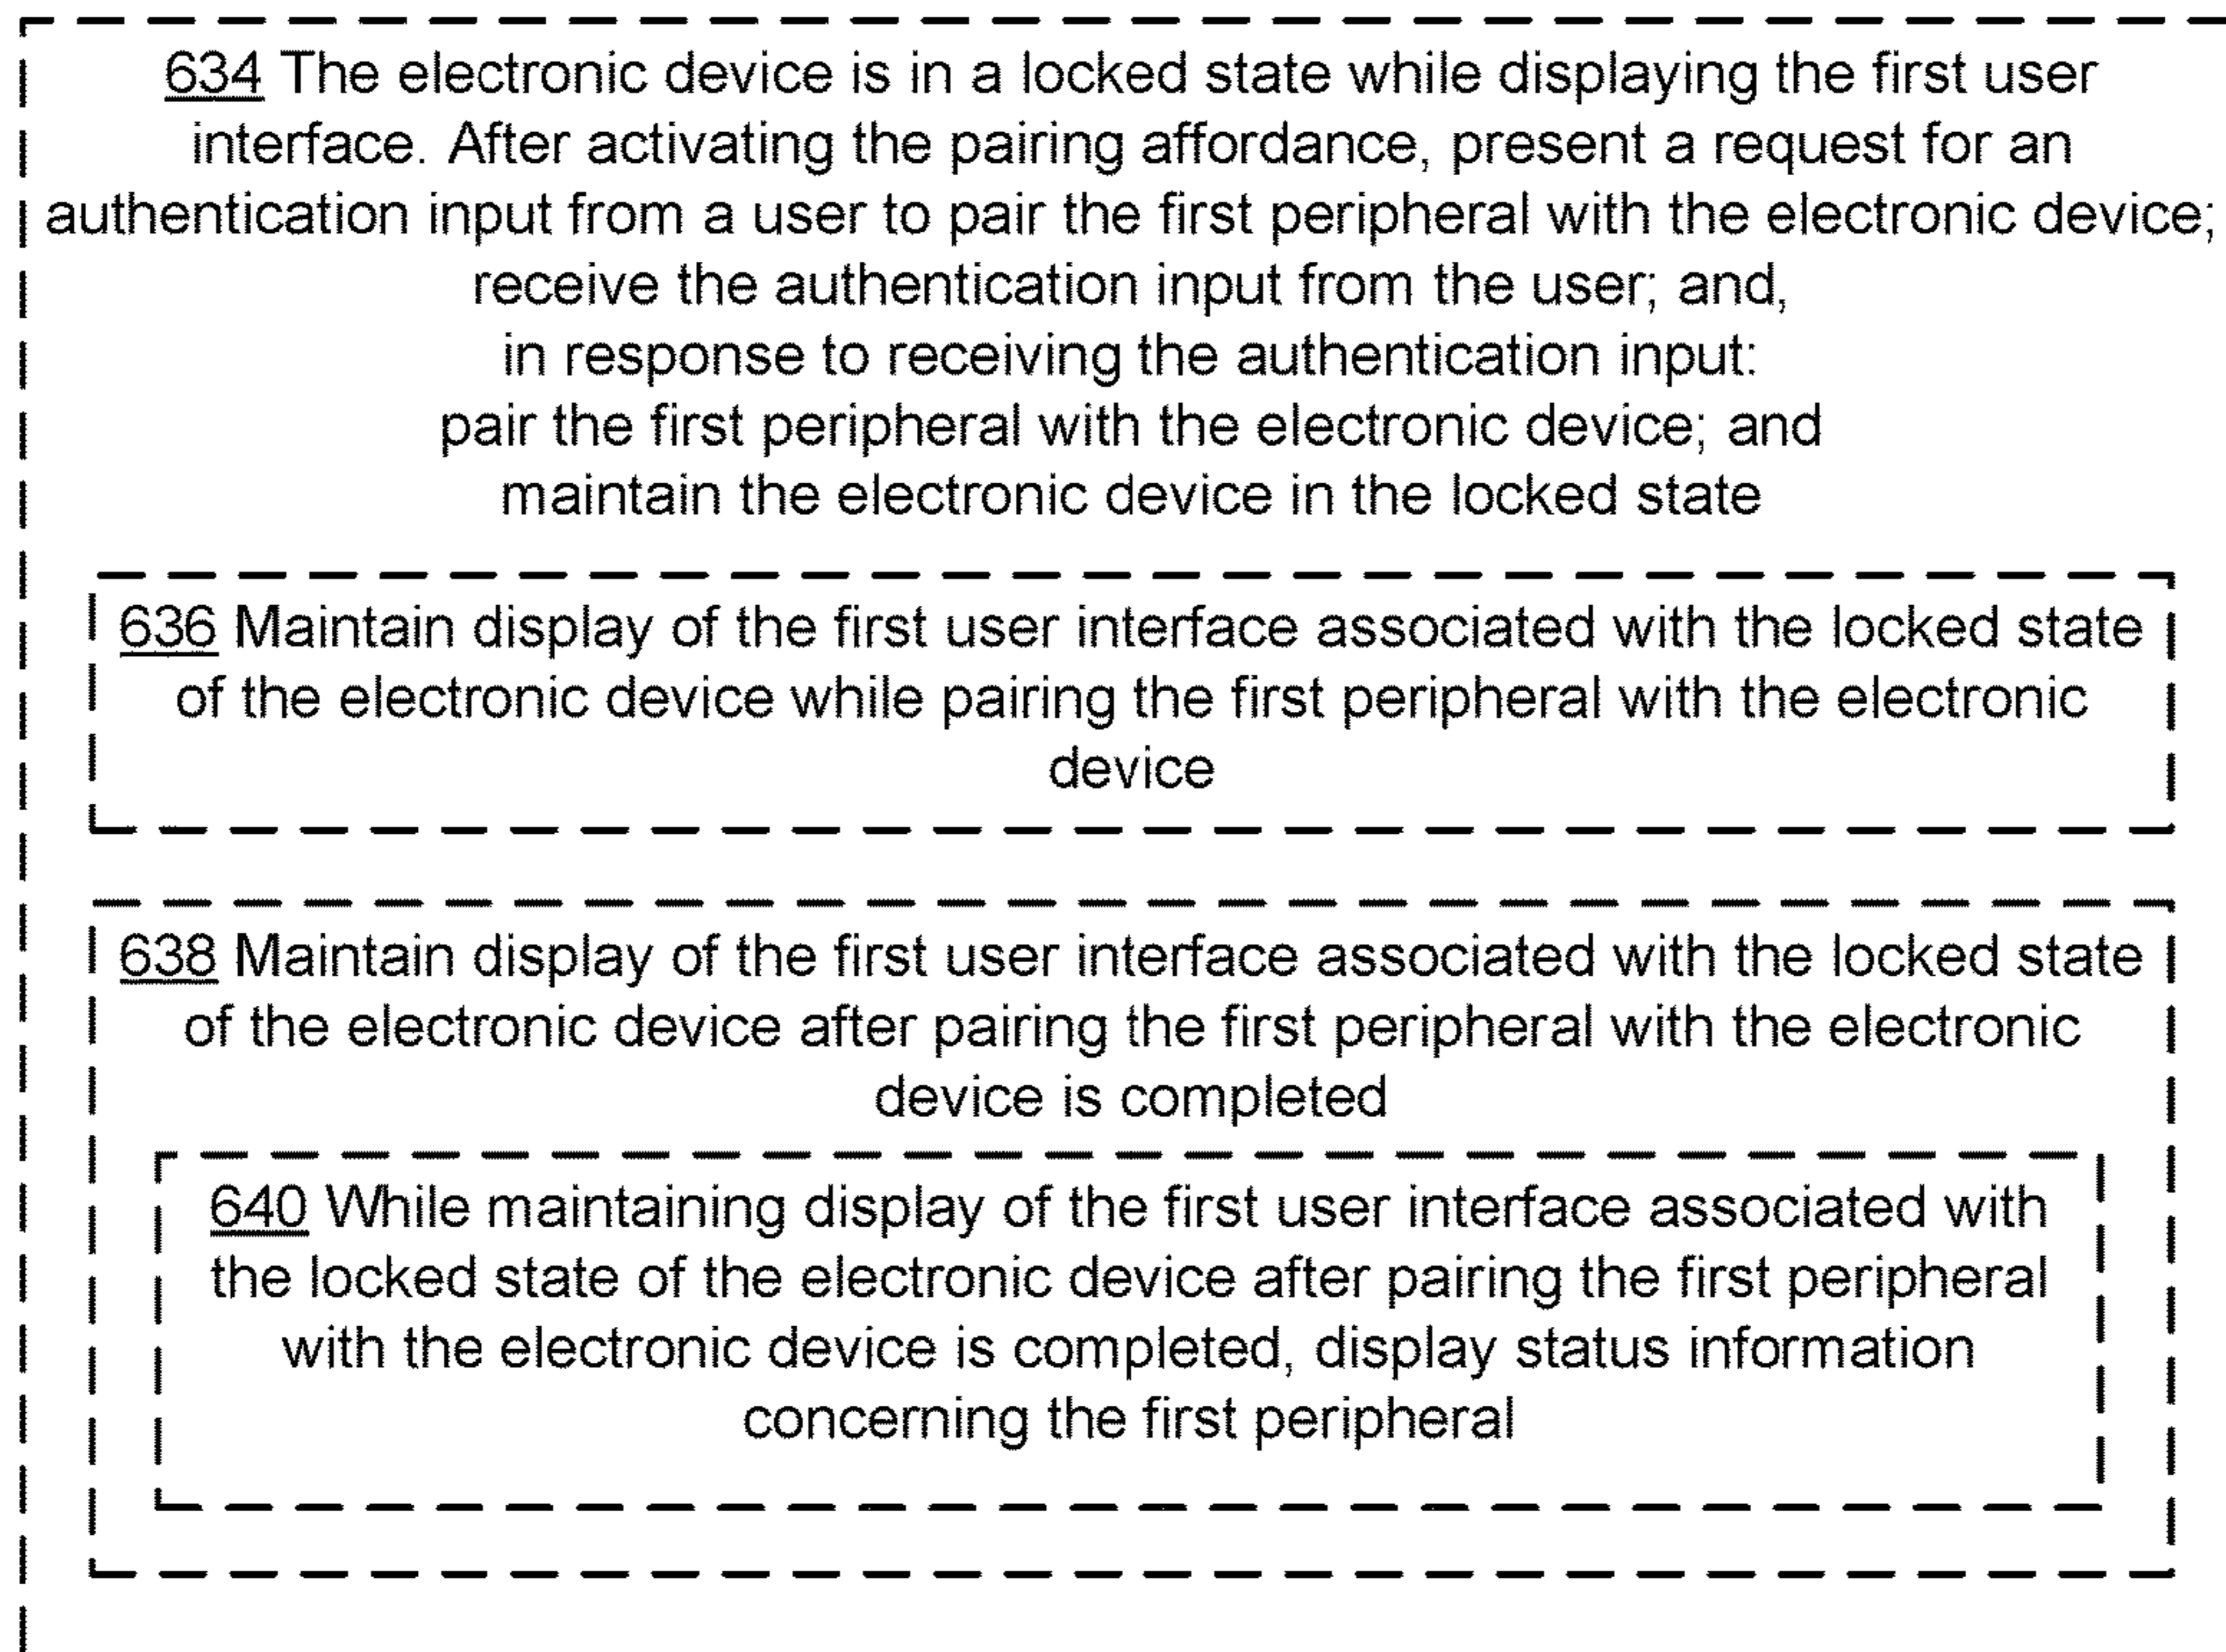 634 The electronic device is in a locked state while displaying the first user
interface. After activating the pairing affordance, present a request for an
authentication input from a user to pair the first peripheral with the electronic device;
receive the authentication input from the user; and,
in response to receiving the authentication input:
pair the first peripheral with the electronic device; and
maintain the electronic device in the locked state
636 Maintain display of the first user interface associated with the locked state
of the electronic device while pairing the first peripheral with the electronic
device
638 Maintain display of the first user interface associated with the locked state
of the electronic device after pairing the first peripheral with the electronic
device is completed
640 While maintaining display of the first user interface associated with
the locked state of the electronic device after pairing the first peripheral
with the electronic device is completed, display status information
concerning the first peripheral